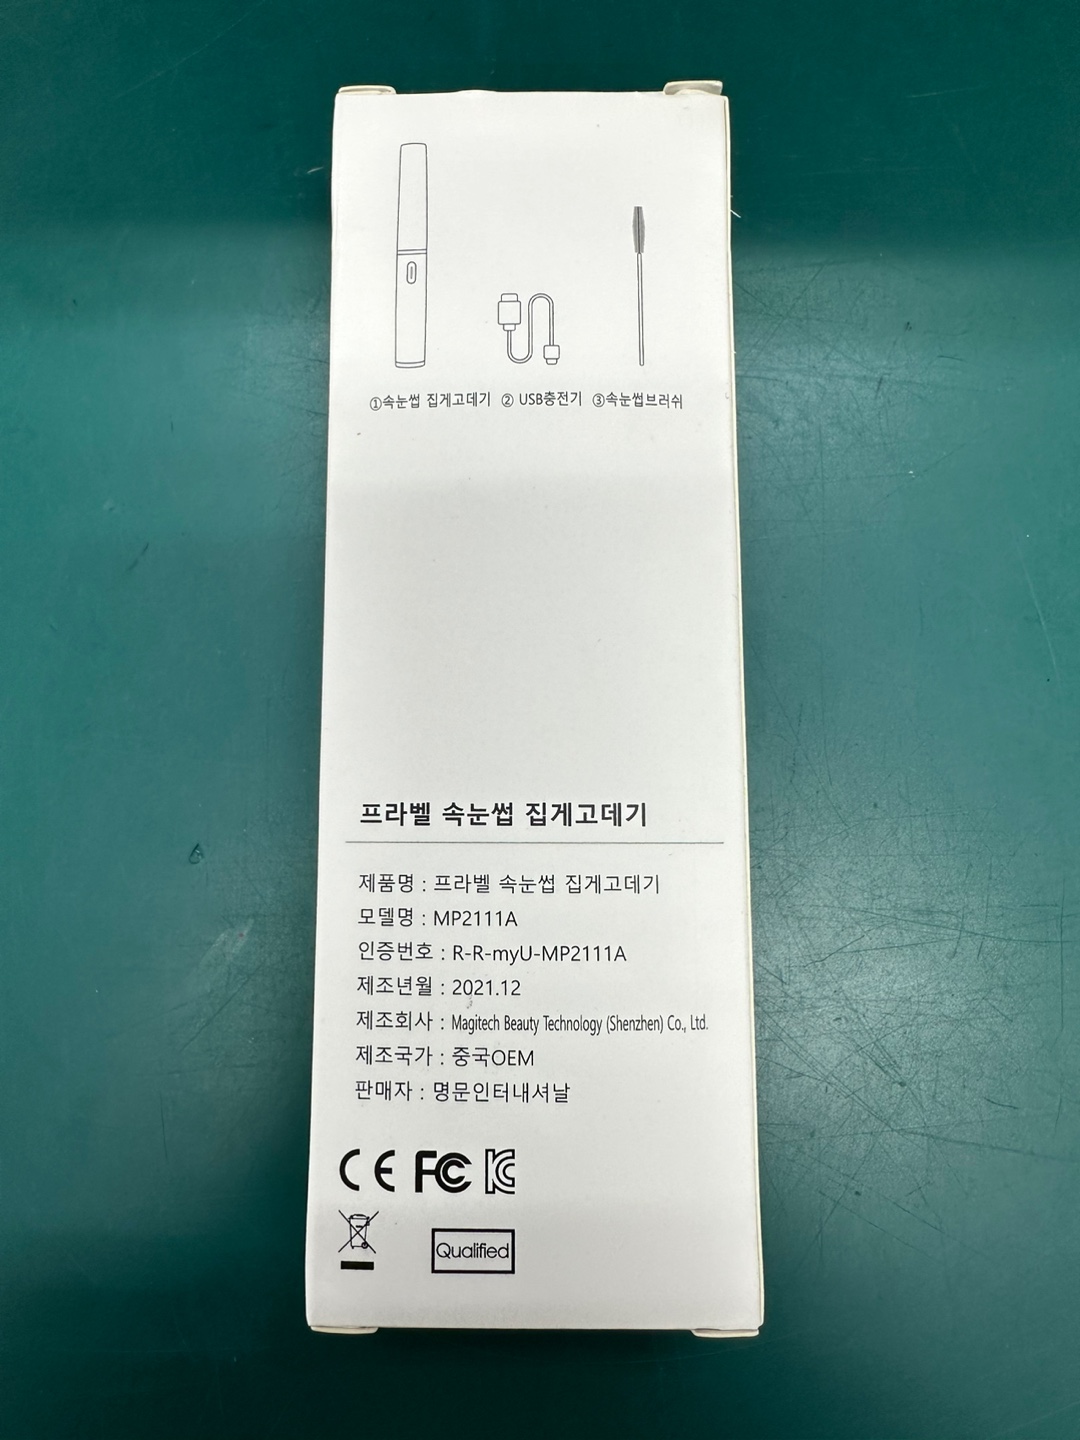 ①속눈썹 집게고데기 ② USB충전기 ③속눈썹브러쉬
프라벨 속눈썹 집게고데기
제품명 : 프라벨 속눈썹 집게고데기
모델명 : MP2111A
인증번호 : R-R-myU-MP2111A
제조년월 : 2021.12
제조회사 : Magitech Beauty Technology (Shenzhen) Co., Ltd.
제조국가 : 중국OEM
판매자 : 명문인터내셔날
CE FC KC
Qualified